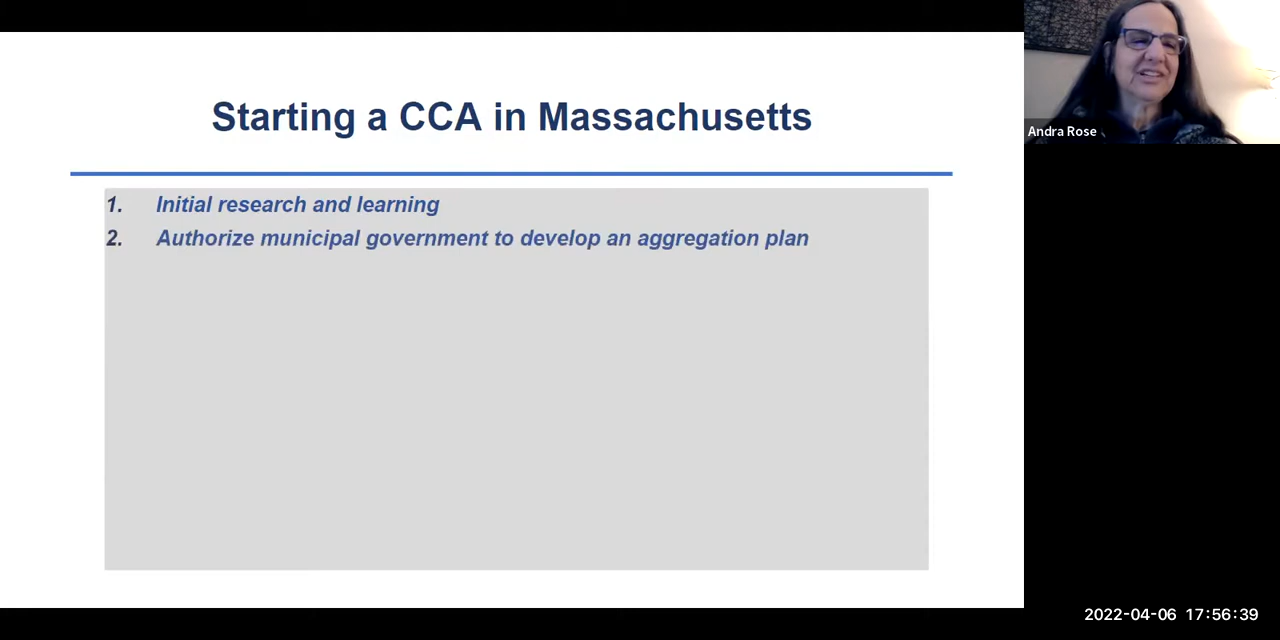 Starting a CCA in Massachusetts
1. Initial research and learning
2. Authorize municipal government to develop an aggregation plan
Andra Rose
2022-04-06 17:56:39